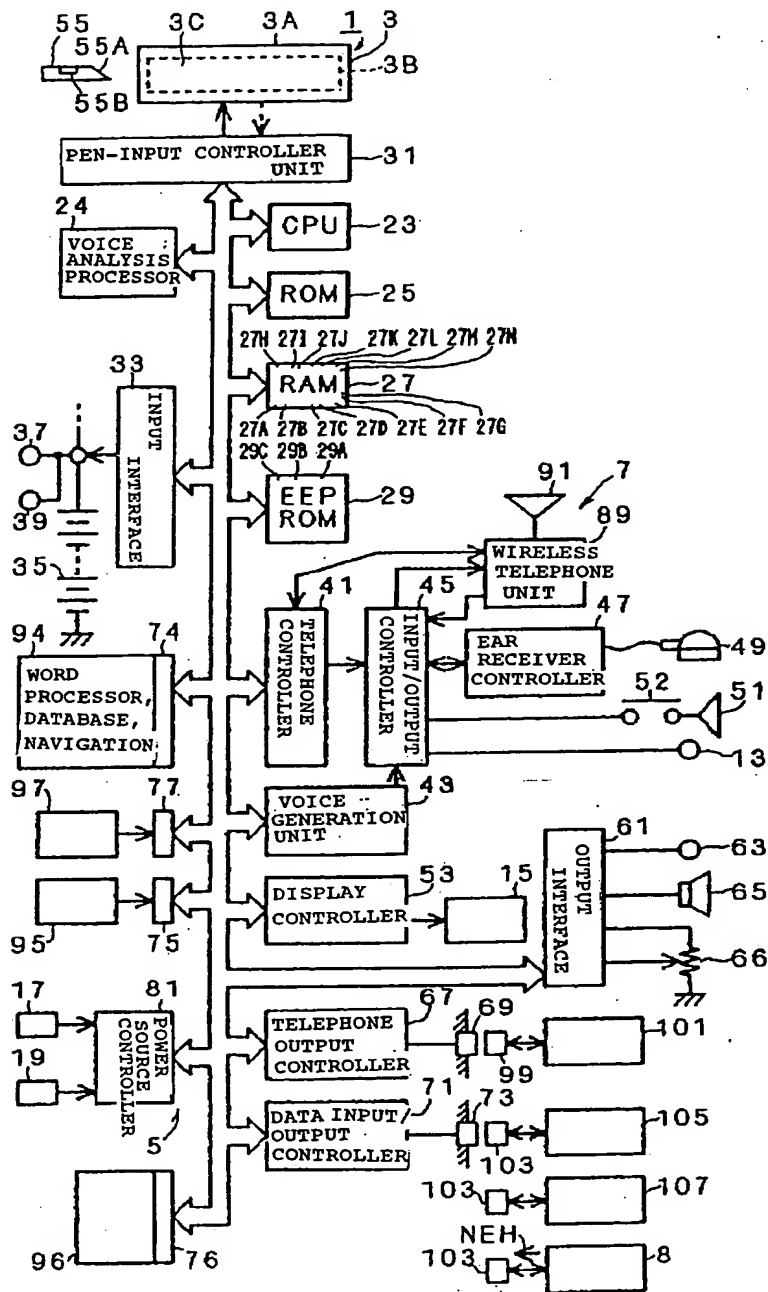 55
55A
55B
3C
3A
1
3
3B
PEN-INPUT CONTROLLER
UNIT
31
24
VOICE
ANALYSIS
PROCESSOR
CPU
23
ROM
25
27H 27I 27J 27K 27L 27M 27N
RAM
27
27A 27B 27C 27D 27E 27F 27G
29C 29B 29A
EEP
ROM
29
33
INPUT
INTERFACE
37
39
35
91
7
89
WIRELESS
TELEPHONE
UNIT
41
TELEPHONE
CONTROLLER
45
INPUT/OUTPUT
CONTROLLER
47
EAR
RECEIVER
CONTROLLER
49
52
51
13
94
74
WORD
PROCESSOR,
DATABASE,
NAVIGATION
97
77
95
75
VOICE
GENERATION
UNIT
43
DISPLAY
CONTROLLER
53
15
61
OUTPUT
INTERFACE
63
65
66
17
19
81
POWER
SOURCE
CONTROLLER
5
TELEPHONE
OUTPUT
CONTROLLER
67
69
99
101
DATA INPUT/
OUTPUT
CONTROLLER
71
73
103
105
103
107
NEH
103
8
96
76